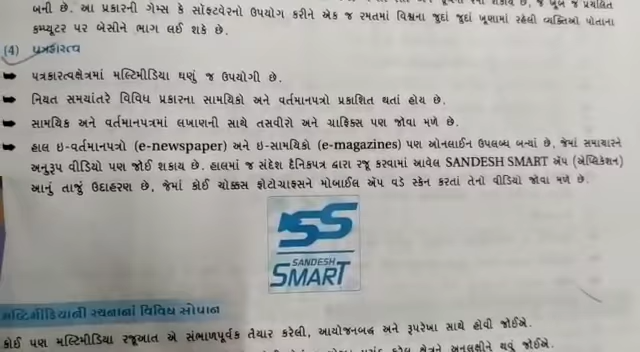 બની છે. આ પ્રકારની ગેમ્સ કે સૉફ્ટવેરનો ઉપયોગ કરીને એક જ રમતમાં વિશ્વના જુદાં જુદાં ખૂણામાં રહેલી વ્યક્તિઓ પોતાના
કમ્પ્યૂટર પર બેસીને ભાગ લઈ શકે છે.
(4) પત્રકારત્વ
પત્રકારત્વક્ષેત્રમાં મલ્ટિમીડિયા ઘણું જ ઉપયોગી છે.
નિયત સમયાંતરે વિવિધ પ્રકારના સામયિકો અને વર્તમાનપત્રો પ્રકાશિત થતાં હોય છે.
સામયિક અને વર્તમાનપત્રમાં લખાણની સાથે તસવીરો અને ગ્રાફિક્સ પણ જોવા મળે છે.
હાલ ઇ-વર્તમાનપત્રો (e-newspaper) અને ઇ-સામયિકો (e-magazines) પણ ઓનલાઈન ઉપલબ્ધ બન્યાં છે, જેમાં સમાચારને
અનુરૂપ વીડિયો પણ જોઈ શકાય છે. હાલમાં જ સંદેશ દૈનિકપત્ર દ્વારા રજૂ કરવામાં આવેલ SANDESH SMART ઍપ (ઍપ્લિકેશન)
આનું તાજું ઉદાહરણ છે, જેમાં કોઈ ચોક્કસ ફોટોગ્રાફ્સને મોબાઈલ ઍપ વડે સ્કેન કરતાં તેનો વીડિયો જોવા મળે છે.
SS
SANDESH
SMART
મલ્ટિમીડિયાની રચનાનાં વિવિધ સોપાન
કોઈ પણ મલ્ટિમીડિયા રજૂઆત એ સંભાળપૂર્વક તૈયાર કરેલી, આયોજનબદ્ધ અને રૂપરેખા સાથે હોવી જોઈએ.
ક્ષેત્રને અનુલક્ષીને થવું જોઈએ.